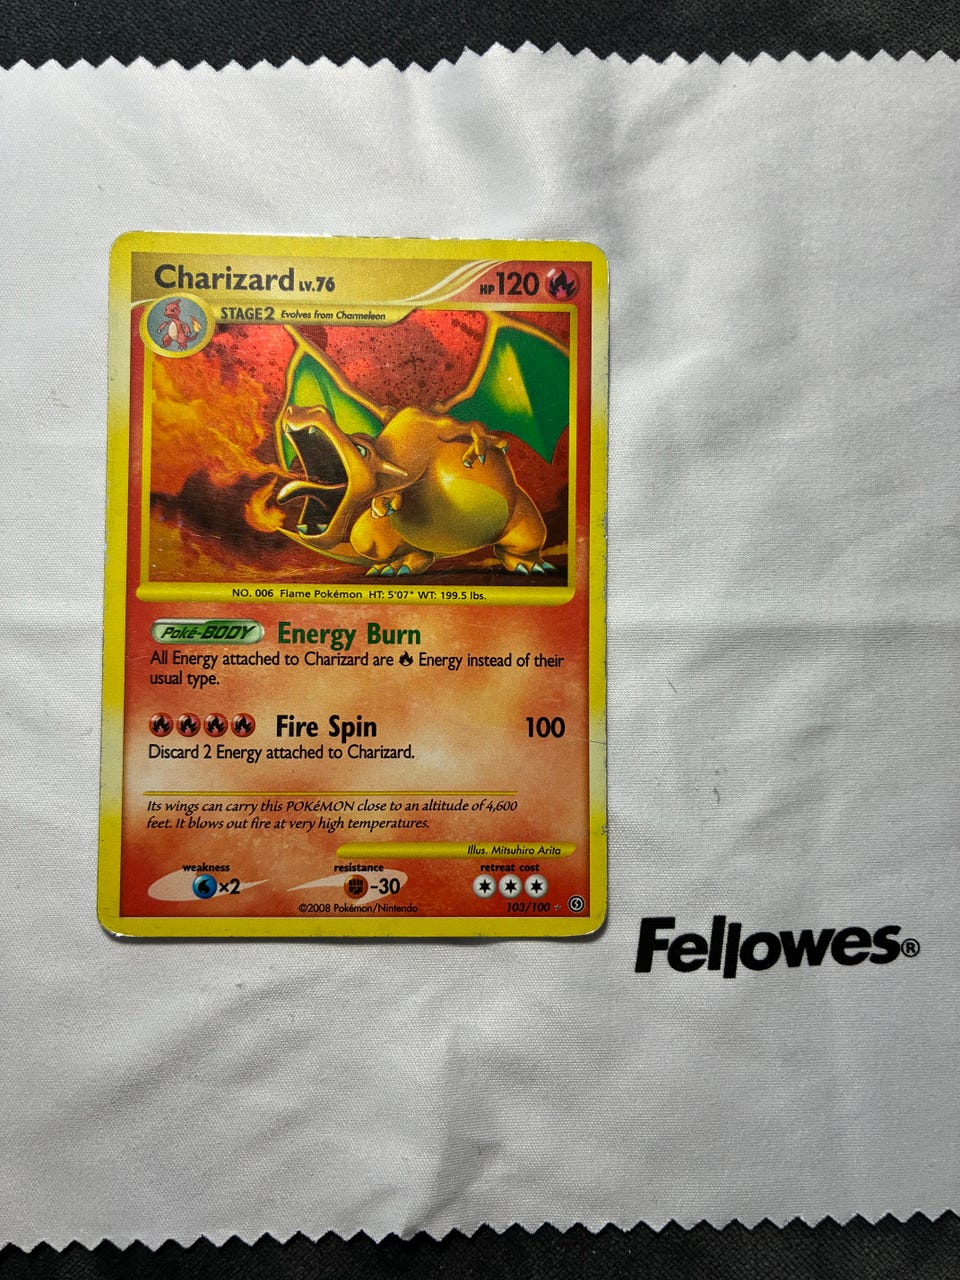 Charizard LV.76 HP 120
STAGE2 Evolves from Charmeleon
NO. 006 Flame Pokémon HT: 5'07" WT: 199.5 lbs.
Poké-BODY Energy Burn
All Energy attached to Charizard are Energy instead of their
usual type.
Fire Spin 100
Discard 2 Energy attached to Charizard.
Its wings can carry this POKéMON close to an altitude of 4,600
feet. It blows out fire at very high temperatures.
Illus. Mitsuhiro Arita
weakness resistance retreat cost
×2 -30
©2008 Pokémon/Nintendo 103/100
Fellowes®